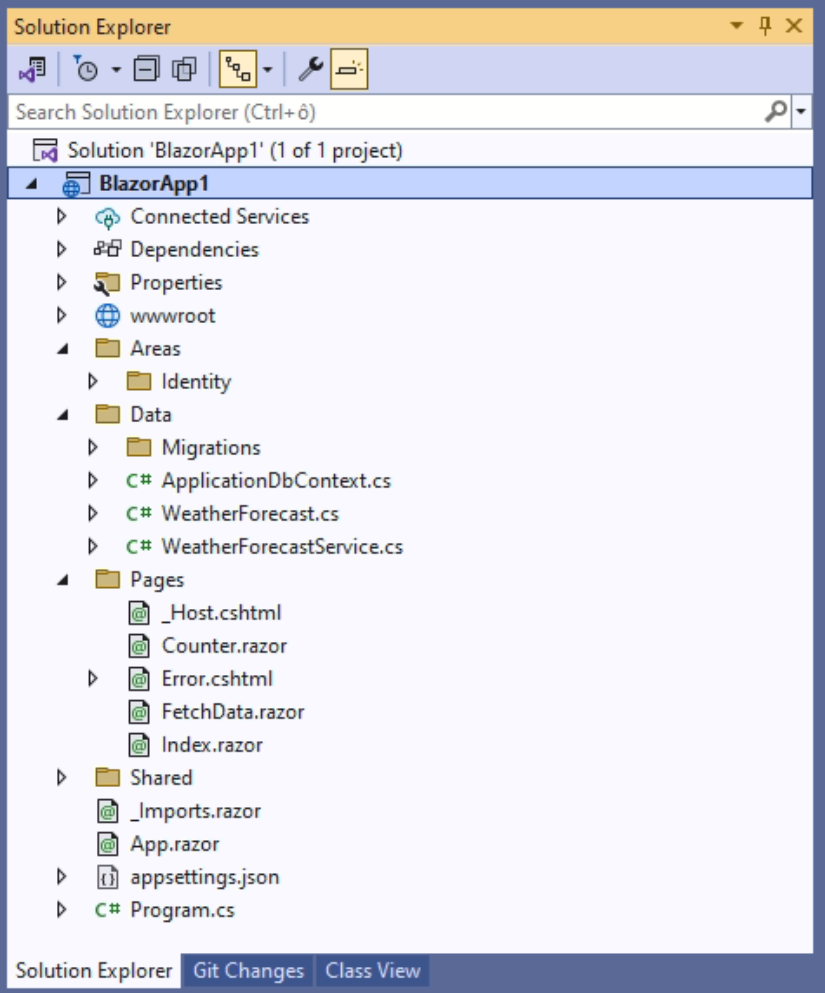 Solution Explorer
Search Solution Explorer (Ctrl+ô)
Solution 'BlazorApp1' (1 of 1 project)
BlazorApp1
Connected Services
Dependencies
Properties
wwwroot
Areas
Identity
Data
Migrations
C# ApplicationDbContext.cs
C# WeatherForecast.cs
C# WeatherForecastService.cs
Pages
_Host.cshtml
Counter.razor
Error.cshtml
FetchData.razor
Index.razor
Shared
_Imports.razor
App.razor
appsettings.json
C# Program.cs
Solution Explorer Git Changes Class View